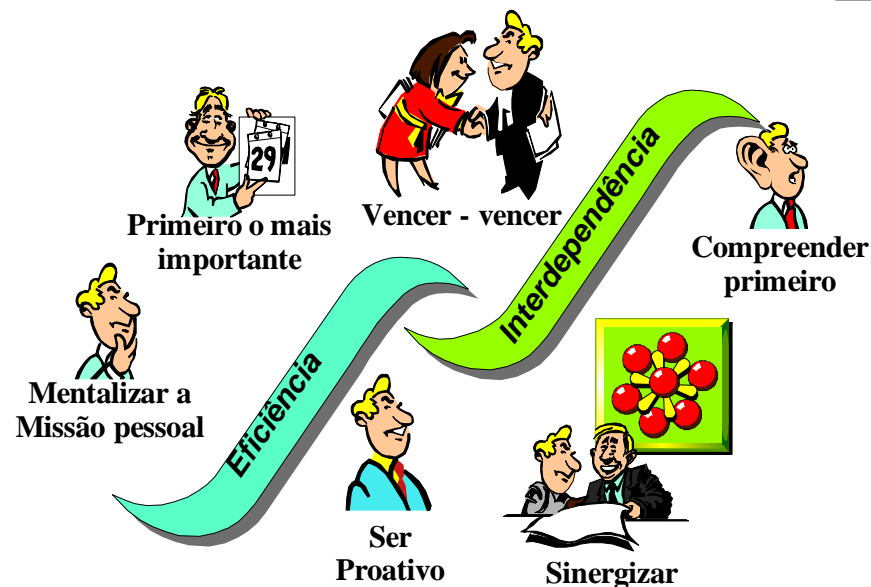 29
Primeiro o mais
importante
Vencer - vencer
Interdependência
Compreender
primeiro
Mentalizar a
Missão pessoal
Eficiência
Ser
Proativo
Sinergizar